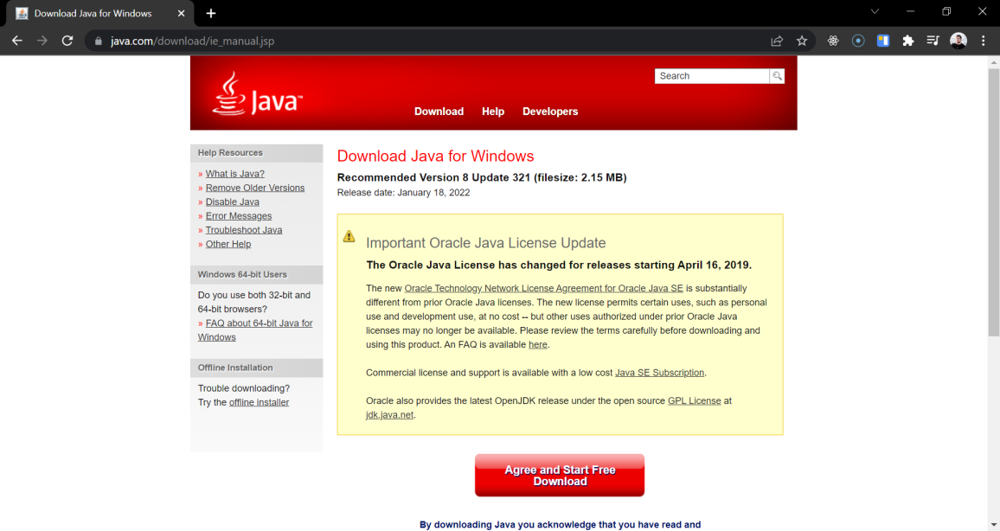 Download Java for Windows
java.com/download/ie_manual.jsp
Java™
Search
Download Help Developers
Help Resources
» What is Java?
» Remove Older Versions
» Disable Java
» Error Messages
» Troubleshoot Java
» Other Help
Windows 64-bit Users
Do you use both 32-bit and
64-bit browsers?
» FAQ about 64-bit Java for
Windows
Offline Installation
Trouble downloading?
Try the offline installer
Download Java for Windows
Recommended Version 8 Update 321 (filesize: 2.15 MB)
Release date: January 18, 2022
Important Oracle Java License Update
The Oracle Java License has changed for releases starting April 16, 2019.
The new Oracle Technology Network License Agreement for Oracle Java SE is substantially
different from prior Oracle Java licenses. The new license permits certain uses, such as personal
use and development use, at no cost -- but other uses authorized under prior Oracle Java
licenses may no longer be available. Please review the terms carefully before downloading and
using this product. An FAQ is available here.
Commercial license and support is available with a low cost Java SE Subscription.
Oracle also provides the latest OpenJDK release under the open source GPL License at
jdk.java.net.
Agree and Start Free
Download
By downloading Java you acknowledge that you have read and